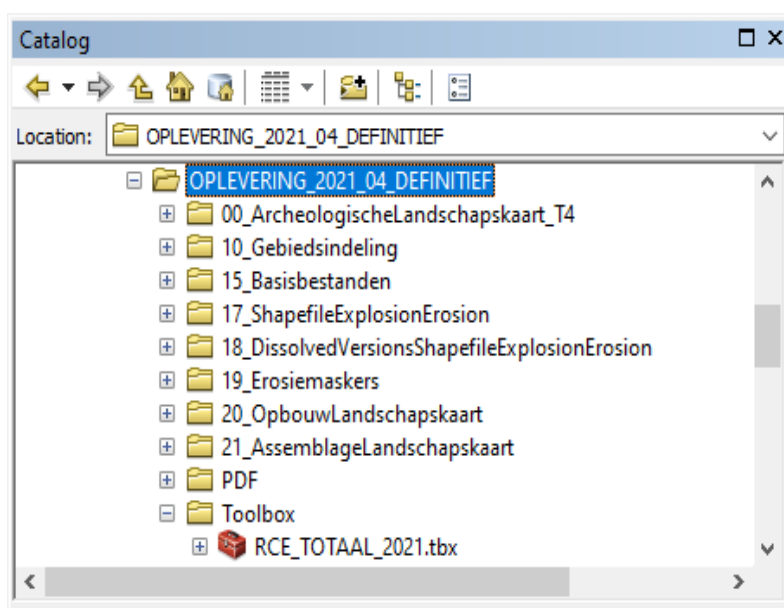 Catalog
Location: OPLEVERING_2021_04_DEFINITIEF
OPLEVERING_2021_04_DEFINITIEF
00_ArcheologischeLandschapskaart_T4
10_Gebiedsindeling
15_Basisbestanden
17_ShapefileExplosionErosion
18_DissolvedVersionsShapefileExplosionErosion
19_Erosiemaskers
20_OpbouwLandschapskaart
21_AssemblageLandschapskaart
PDF
Toolbox
RCE_TOTAAL_2021.tbx